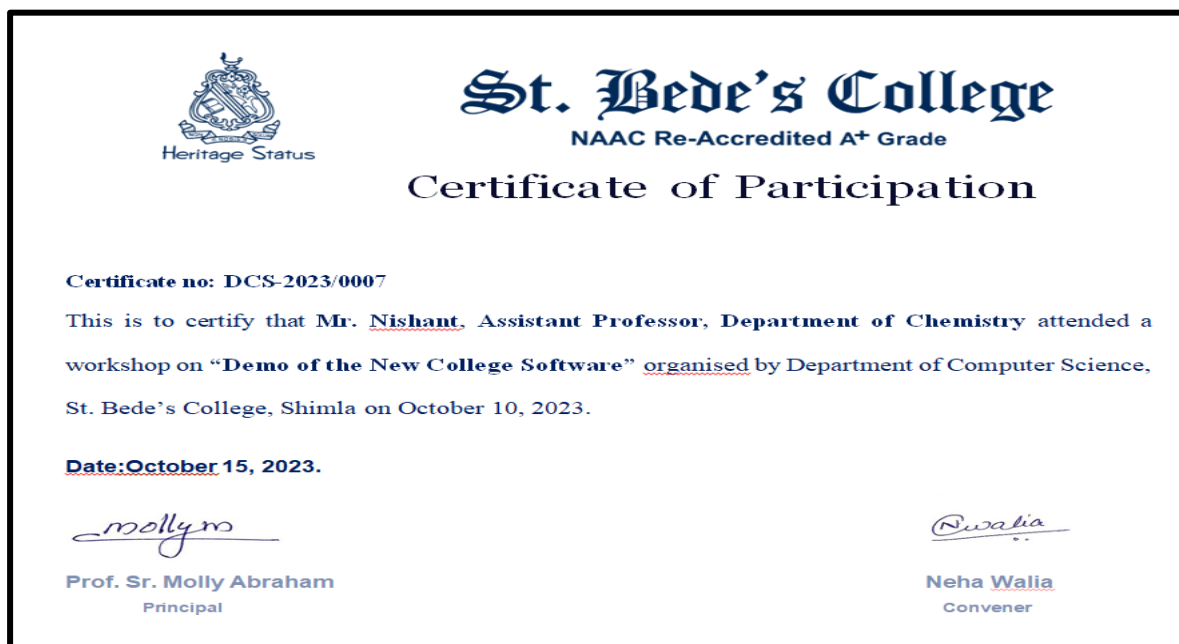 St. Bede's College
NAAC Re-Accredited A+ Grade
Heritage Status
Certificate of Participation
Certificate no: DCS-2023/0007
This is to certify that Mr. Nishant, Assistant Professor, Department of Chemistry attended a
workshop on “Demo of the New College Software” organised by Department of Computer Science,
St. Bede’s College, Shimla on October 10, 2023.
Date:October 15, 2023.
mollym
Nwalia
Prof. Sr. Molly Abraham
Neha Walia
Principal
Convener